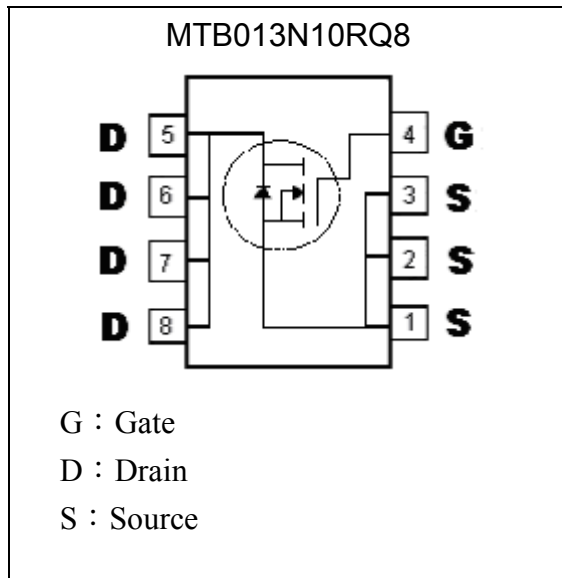 MTB013N10RQ8
D 5 4 G
D 6 3 S
D 7 2 S
D 8 1 S
G：Gate
D：Drain
S：Source